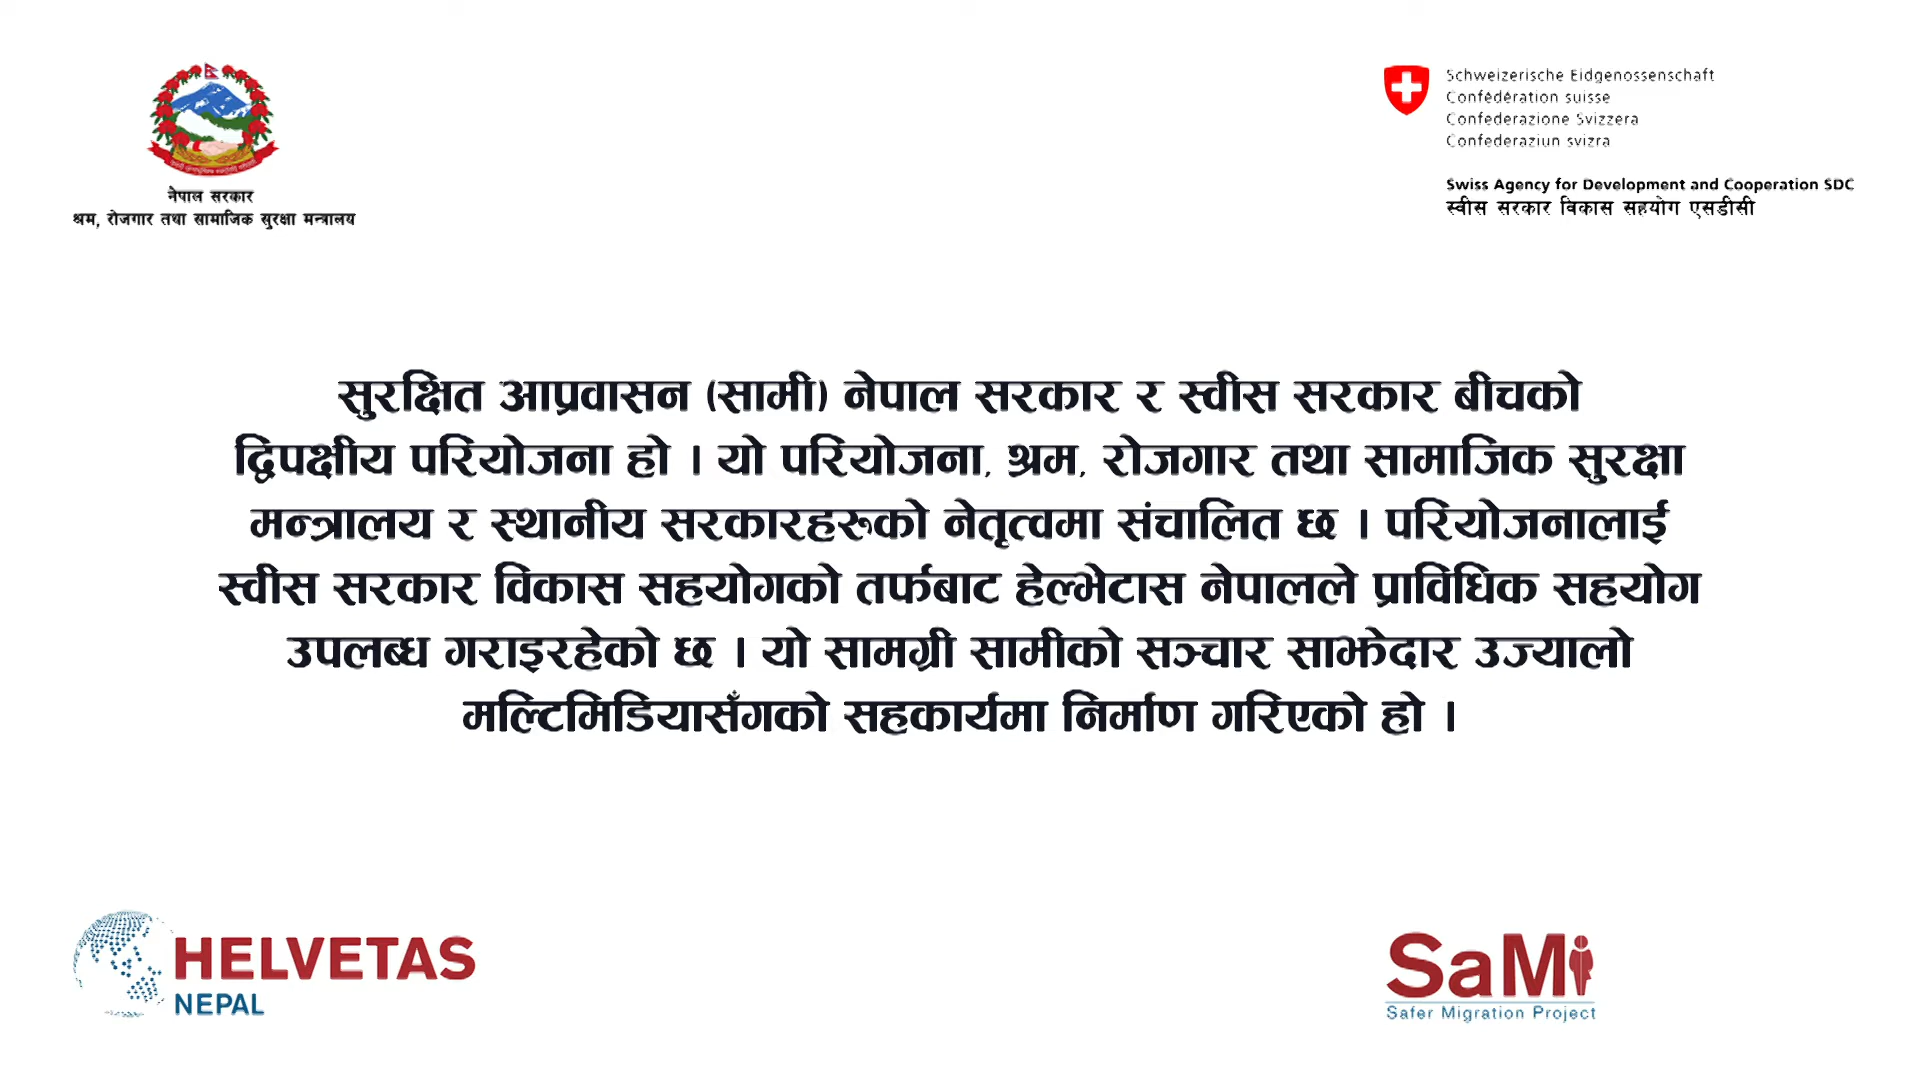 नेपाल सरकार
श्रम, रोजगार तथा सामाजिक सुरक्षा मन्त्रालय
Schweizerische Eidgenossenschaft
Confédération suisse
Confederazione Svizzera
Confederaziun svizra
Swiss Agency for Development and Cooperation SDC
स्वीस सरकार विकास सहयोग एसडीसी
सुरक्षित आप्रवासन (सामी) नेपाल सरकार र स्वीस सरकार बीचको
द्विपक्षीय परियोजना हो । यो परियोजना, श्रम, रोजगार तथा सामाजिक सुरक्षा
मन्त्रालय र स्थानीय सरकारहरुको नेतृत्वमा संचालित छ । परियोजनालाई
स्वीस सरकार विकास सहयोगको तर्फबाट हेल्भेटास नेपालले प्राविधिक सहयोग
उपलब्ध गराइरहेको छ । यो सामग्री सामीको सञ्चार साझेदार उज्यालो
मल्टिमिडियासँगको सहकार्यमा निर्माण गरिएको हो ।
HELVETAS
NEPAL
SaMi
Safer Migration Project